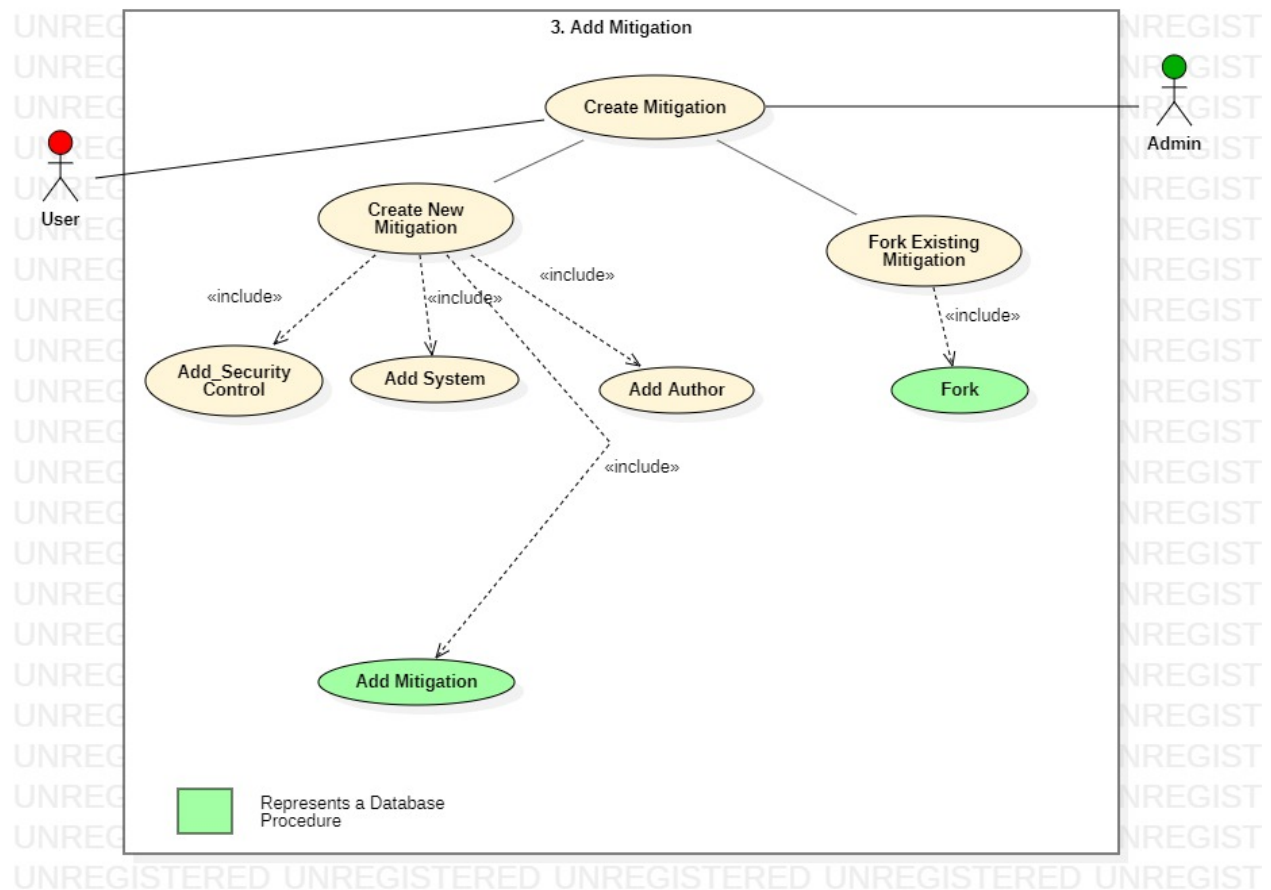 3. Add Mitigation
Create Mitigation
Admin
User
Create New
Mitigation
Fork Existing
Mitigation
«include»
«include»
«include»
«include»
Add_Security
Control
Add System
Add Author
Fork
«include»
Add Mitigation
Represents a Database
Procedure
UNREGISTERED UNREGISTERED UNREGISTERED UNREGISTERED UNREGIST